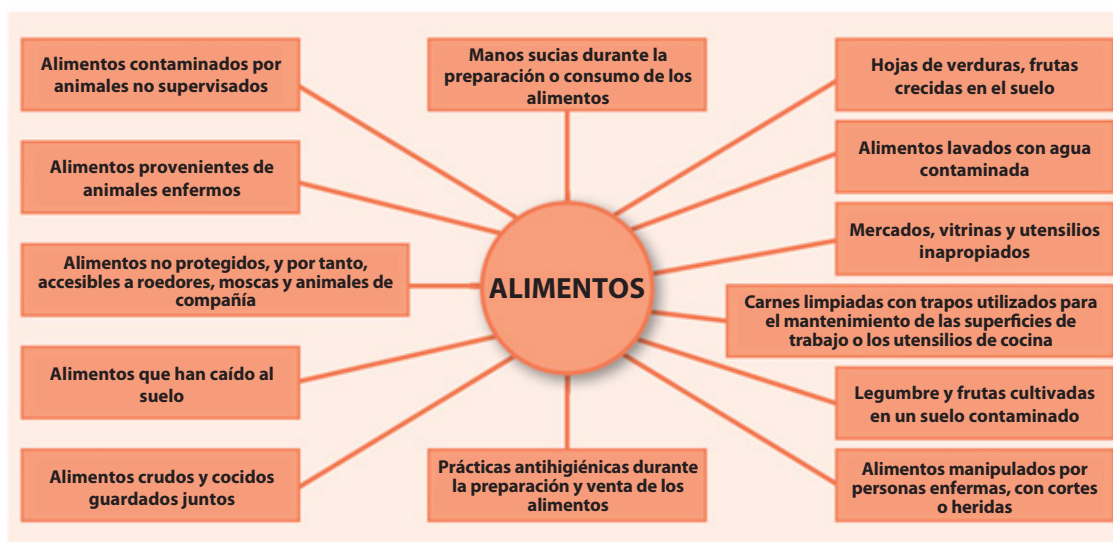 Alimentos contaminados por
animales no supervisados
Alimentos provenientes de
animales enfermos
Alimentos no protegidos, y por tanto,
accesibles a roedores, moscas y animales de
compañía
Alimentos que han caído al
suelo
Alimentos crudos y cocidos
guardados juntos
Manos sucias durante la
preparación o consumo de los
alimentos
ALIMENTOS
Prácticas antihigiénicas durante
la preparación y venta de los
alimentos
Hojas de verduras, frutas
crecidas en el suelo
Alimentos lavados con agua
contaminada
Mercados, vitrinas y utensilios
inapropiados
Carnes limpiadas con trapos utilizados para
el mantenimiento de las superficies de
trabajo o los utensilios de cocina
Legumbre y frutas cultivadas
en un suelo contaminado
Alimentos manipulados por
personas enfermas, con cortes
o heridas